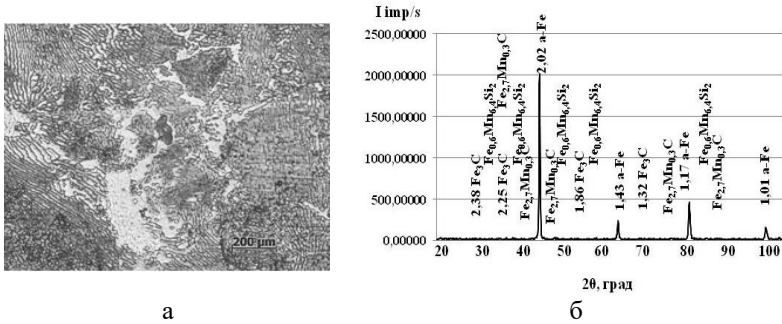 200 μm
I imp/s
2500,00000
2000,00000
1500,00000
1000,00000
500,00000
0,00000
2,38 Fe3C
Fe0,6Mn6,4Si2
2,25 Fe3C
Fe2,7Mn0,3C
Fe0,6Mn6,4Si2
Fe2,7Mn0,3C
2,02 a-Fe
Fe2,7Mn0,3C
Fe0,6Mn6,4Si2
1,86 Fe3C
Fe0,6Mn6,4Si2
1,43 a-Fe
1,32 Fe3C
Fe2,7Mn0,3C
1,17 a-Fe
Fe0,6Mn6,4Si2
Fe2,7Mn0,3C
1,01 a-Fe
20 30 40 50 60 70 80 90 100
2θ, град
а б